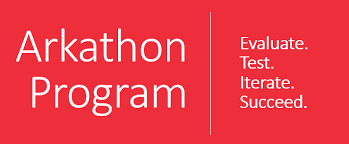 Arkathon
Program
Evaluate.
Test.
Iterate.
Succeed.